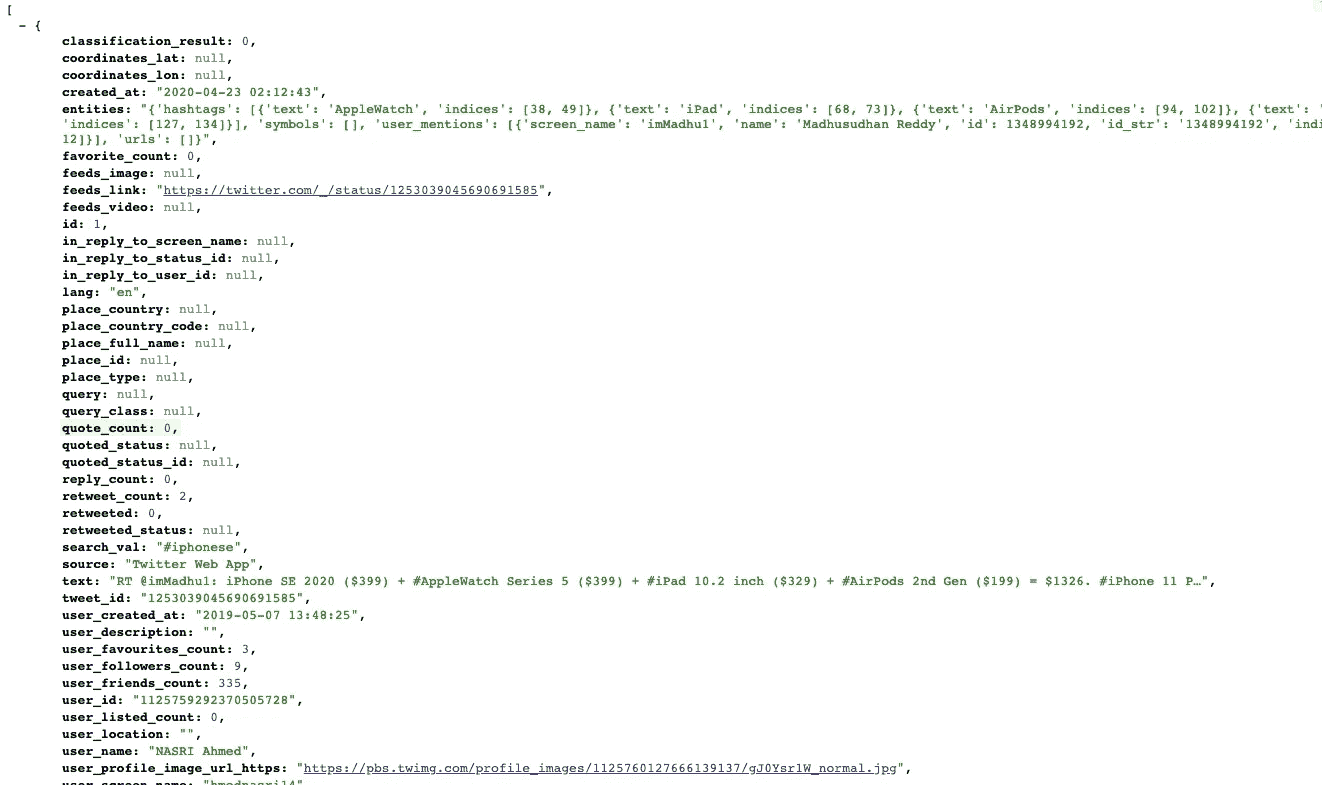 [
- {
classification_result: 0,
coordinates_lat: null,
coordinates_lon: null,
created_at: "2020-04-23 02:12:43",
entities: "{'hashtags': [{'text': 'AppleWatch', 'indices': [38, 49]}, {'text': 'iPad', 'indices': [68, 73]}, {'text': 'AirPods', 'indices': [94, 102]}, {'text': '
'indices': [127, 134]}], 'symbols': [], 'user_mentions': [{'screen_name': 'imMadhu1', 'name': 'Madhusudhan Reddy', 'id': 1348994192, 'id_str': '1348994192', 'indi
12]}], 'urls': []}",
favorite_count: 0,
feeds_image: null,
feeds_link: "https://twitter.com/_/status/1253039045690691585",
feeds_video: null,
id: 1,
in_reply_to_screen_name: null,
in_reply_to_status_id: null,
in_reply_to_user_id: null,
lang: "en",
place_country: null,
place_country_code: null,
place_full_name: null,
place_id: null,
place_type: null,
query: null,
query_class: null,
quote_count: 0,
quoted_status: null,
quoted_status_id: null,
reply_count: 0,
retweet_count: 2,
retweeted: 0,
retweeted_status: null,
search_val: "#iphonese",
source: "Twitter Web App",
text: "RT @imMadhu1: iPhone SE 2020 ($399) + #AppleWatch Series 5 ($399) + #iPad 10.2 inch ($329) + #AirPods 2nd Gen ($199) = $1326. #iPhone 11 P…",
tweet_id: "1253039045690691585",
user_created_at: "2019-05-07 13:48:25",
user_description: "",
user_favourites_count: 3,
user_followers_count: 9,
user_friends_count: 335,
user_id: "1125759292370505728",
user_listed_count: 0,
user_location: "",
user_name: "NASRI Ahmed",
user_profile_image_url_https: "https://pbs.twimg.com/profile_images/1125760127666139137/gJ0Ysr1W_normal.jpg",